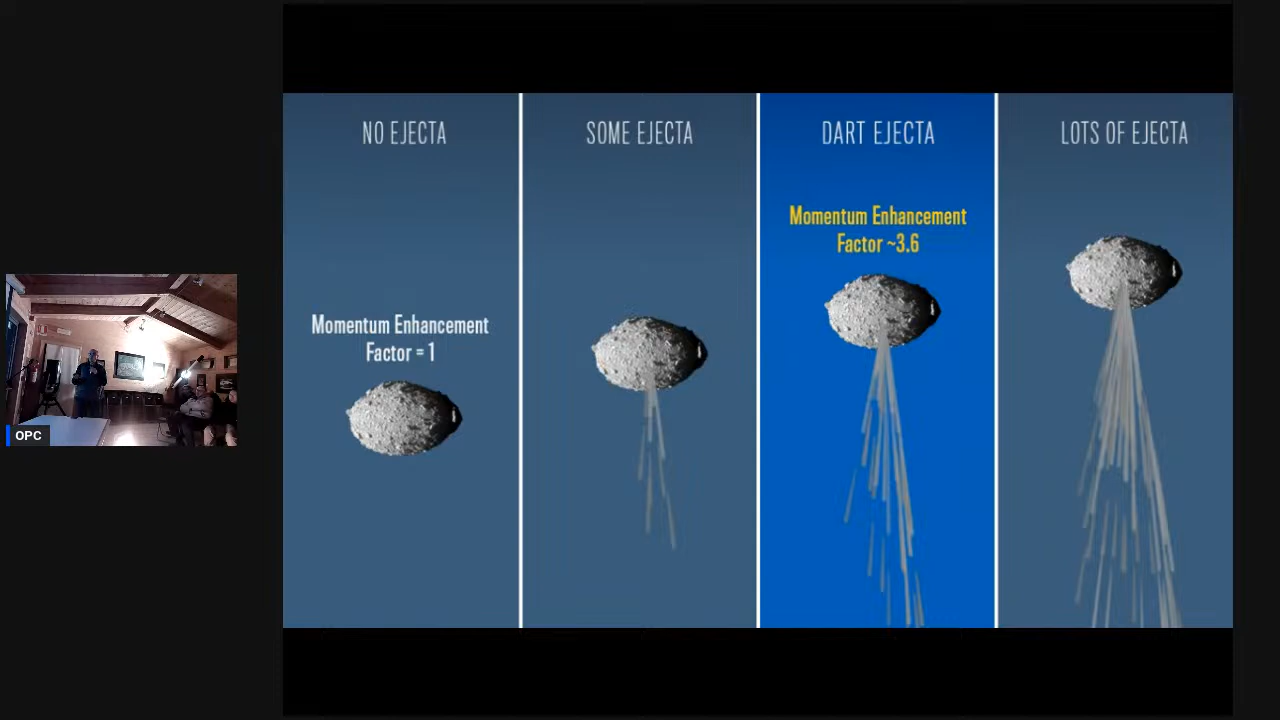 NO EJECTA
Momentum Enhancement
Factor = 1
SOME EJECTA
DART EJECTA
Momentum Enhancement
Factor ~3.6
LOTS OF EJECTA
OPC